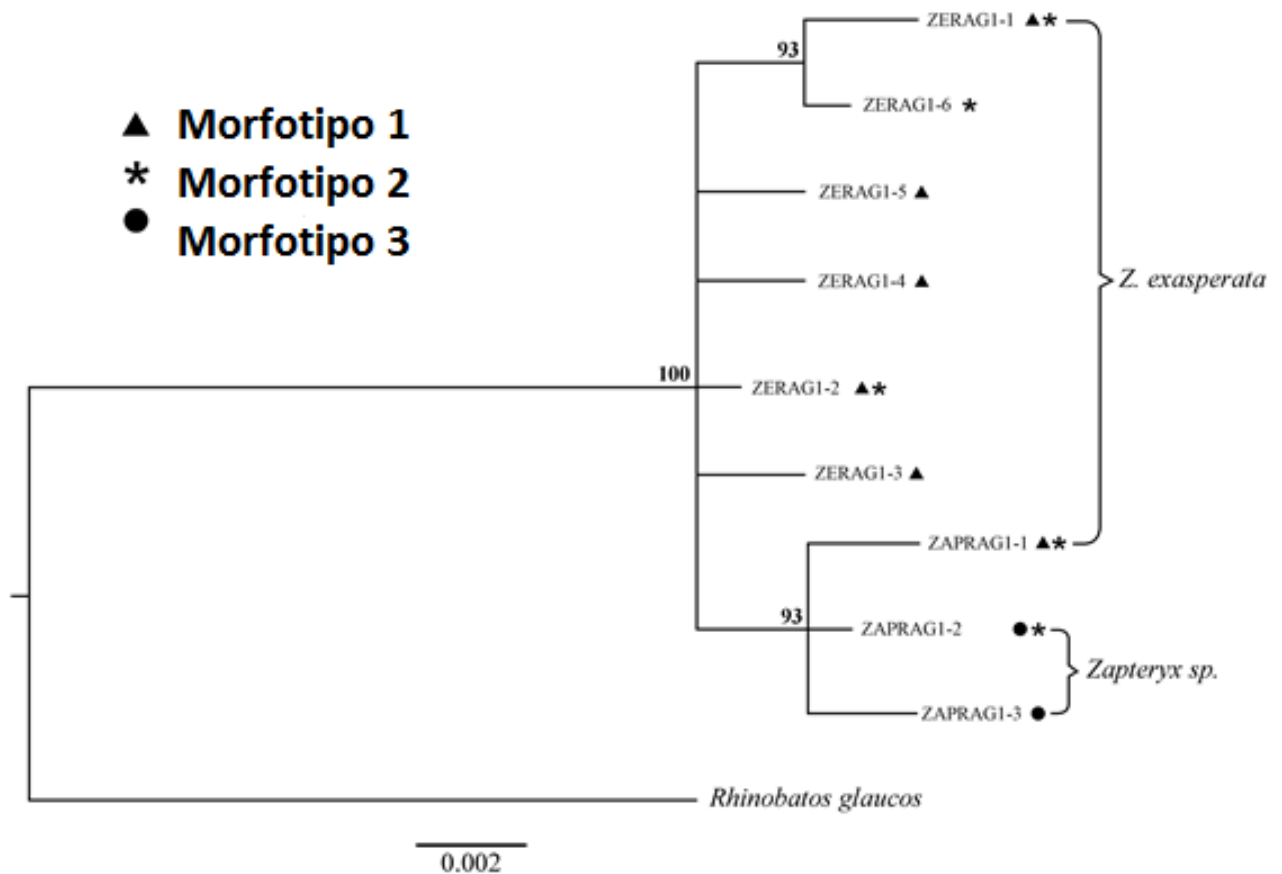 ZERAG1-1 ▲*
93
ZERAG1-6 *
▲ Morfotipo 1
* Morfotipo 2
● Morfotipo 3
ZERAG1-5 ▲
ZERAG1-4 ▲
Z. exasperata
100
ZERAG1-2 ▲*
ZERAG1-3 ▲
ZAPRAG1-1 ▲*
93
ZAPRAG1-2 ●*
Zapteryx sp.
ZAPRAG1-3 ●
Rhinobatos glaucos
0.002